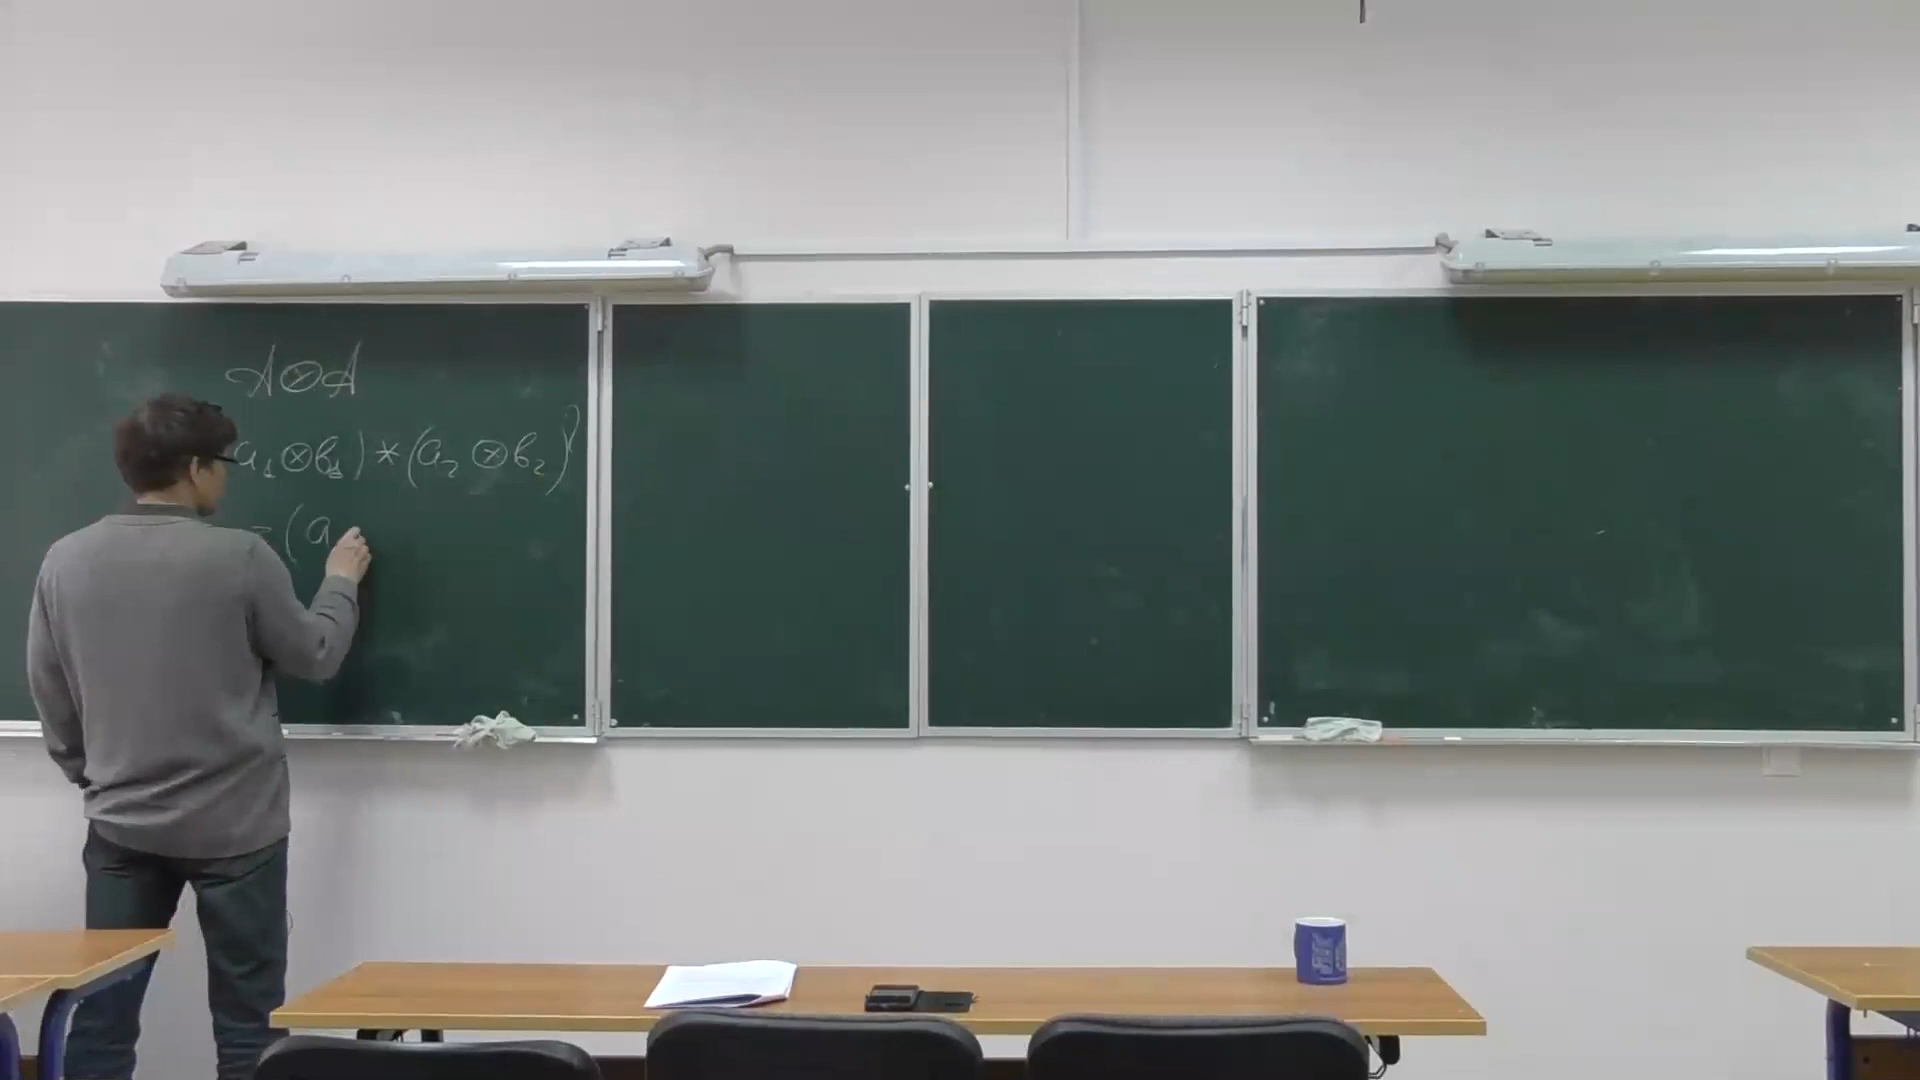 A ⊗ A
a₁ ⊗ b₁) * (a₂ ⊗ b₂)
= (a